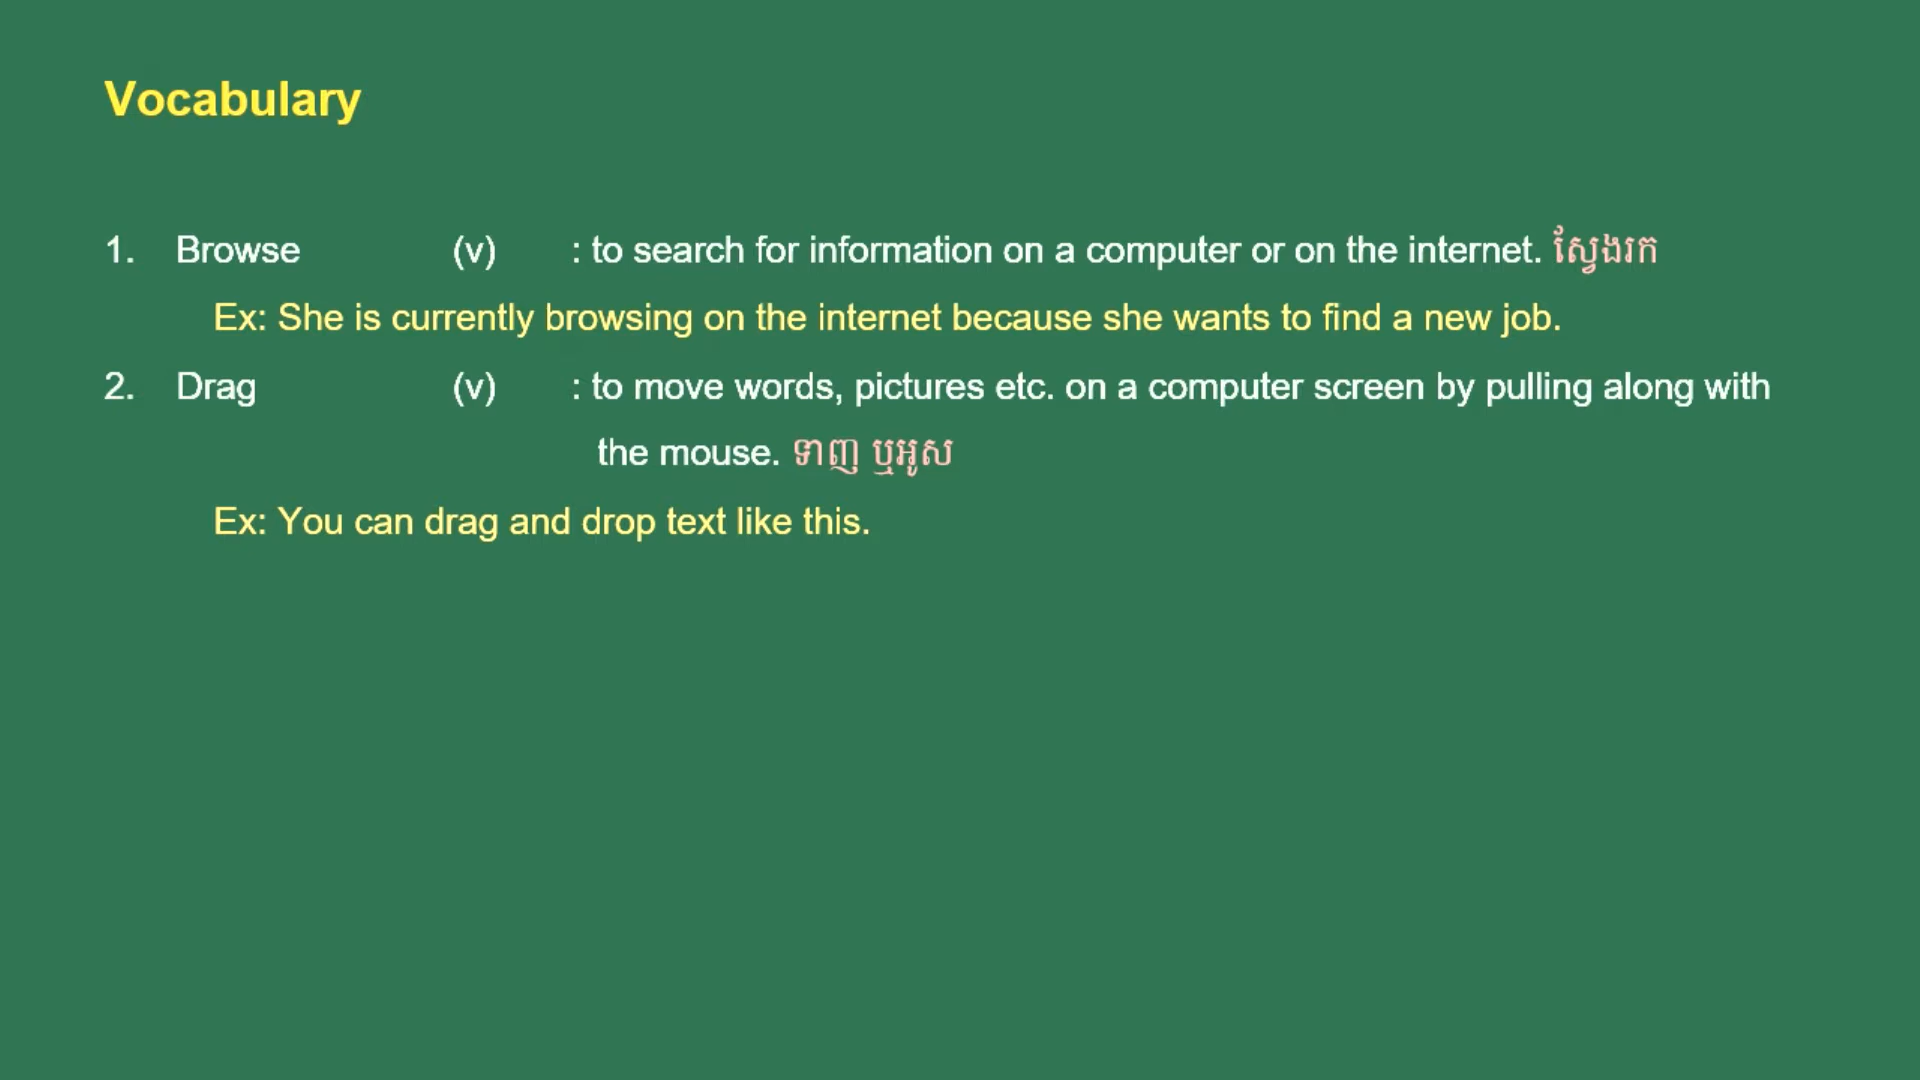 Vocabulary
1. Browse (v) : to search for information on a computer or on the internet. ស្វែងរក
Ex: She is currently browsing on the internet because she wants to find a new job.
2. Drag (v) : to move words, pictures etc. on a computer screen by pulling along with
the mouse. ទាញ ឬអូស
Ex: You can drag and drop text like this.